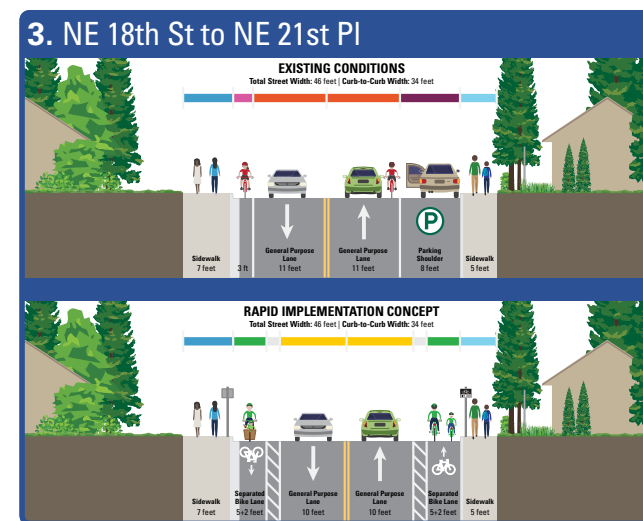 3. NE 18th St to NE 21st Pl
EXISTING CONDITIONS
Total Street Width: 46 feet | Curb-to-Curb Width: 34 feet
P
Sidewalk
7 feet
3 ft
General Purpose
Lane
11 feet
General Purpose
Lane
11 feet
Parking
Shoulder
8 feet
Sidewalk
5 feet
RAPID IMPLEMENTATION CONCEPT
Total Street Width: 46 feet | Curb-to-Curb Width: 34 feet
Sidewalk
7 feet
Separated
Bike Lane
5+2 feet
General Purpose
Lane
10 feet
General Purpose
Lane
10 feet
Separated
Bike Lane
5+2 feet
Sidewalk
5 feet